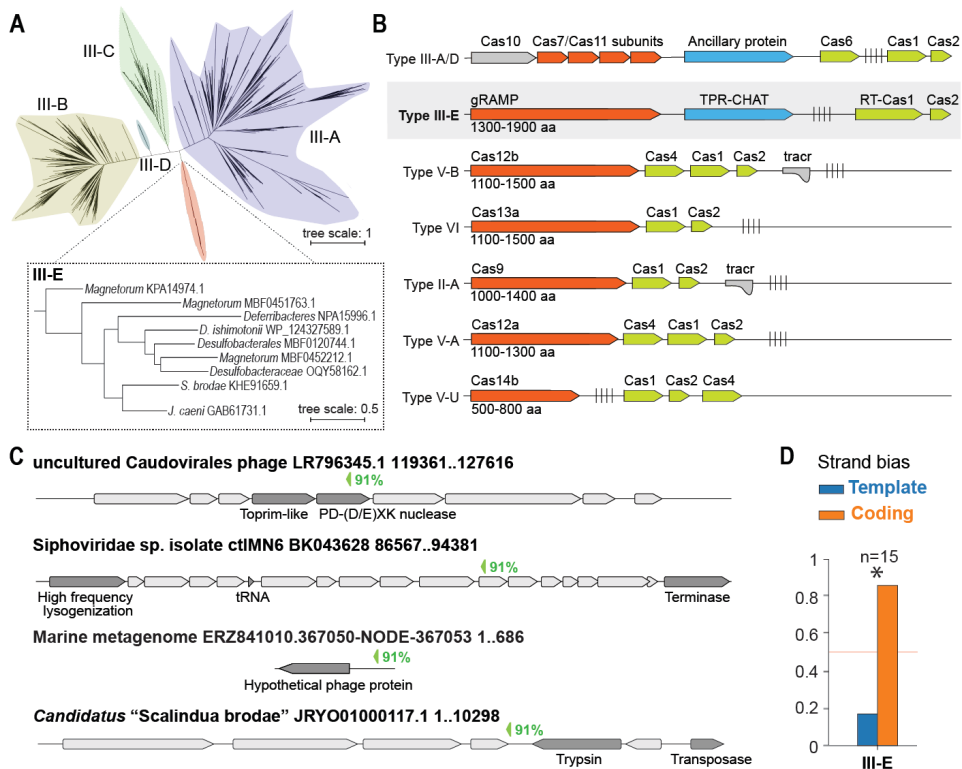 A
III-C
III-B
III-D
III-A
tree scale: 1
III-E
Magnetorum KPA14974.1
Magnetorum MBF0451763.1
Deferribacteres NPA15996.1
D. ishimotonii WP_124327589.1
Desulfobacterales MBF0120744.1
Magnetorum MBF0452212.1
Desulfobacteraceae OQY58162.1
S. brodae KHE91659.1
J. caeni GAB61731.1
tree scale: 0.5
B
Cas10 Cas7/Cas11 subunits Ancillary protein Cas6 Cas1 Cas2
Type III-A/D
gRAMP TPR-CHAT RT-Cas1 Cas2
Type III-E
1300-1900 aa
Cas12b Cas4 Cas1 Cas2 tracr
Type V-B
1100-1500 aa
Cas13a Cas1 Cas2
Type VI
1100-1500 aa
Cas9 Cas1 Cas2 tracr
Type II-A
1000-1400 aa
Cas12a Cas4 Cas1 Cas2
Type V-A
1100-1300 aa
Cas14b Cas1 Cas2 Cas4
Type V-U
500-800 aa
C
uncultured Caudovirales phage LR796345.1 119361..127616
91%
Toprim-like PD-(D/E)XK nuclease
Siphoviridae sp. isolate ctIMN6 BK043628 86567..94381
91%
High frequency
lysogenization
tRNA
Terminase
Marine metagenome ERZ841010.367050-NODE-367053 1..686
91%
Hypothetical phage protein
Candidatus “Scalindua brodae” JRYO01000117.1 1..10298
91%
Trypsin Transposase
D
Strand bias
Template
Coding
n=15
*
1
0.8
0.6
0.4
0.2
0
III-E